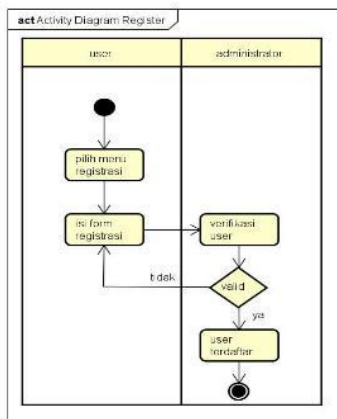 act Activity Diagram Register
user
administrator
pilih menu
registrasi
isi form
registrasi
verifikasi
user
tidak
valid
ya
user
terdaftar